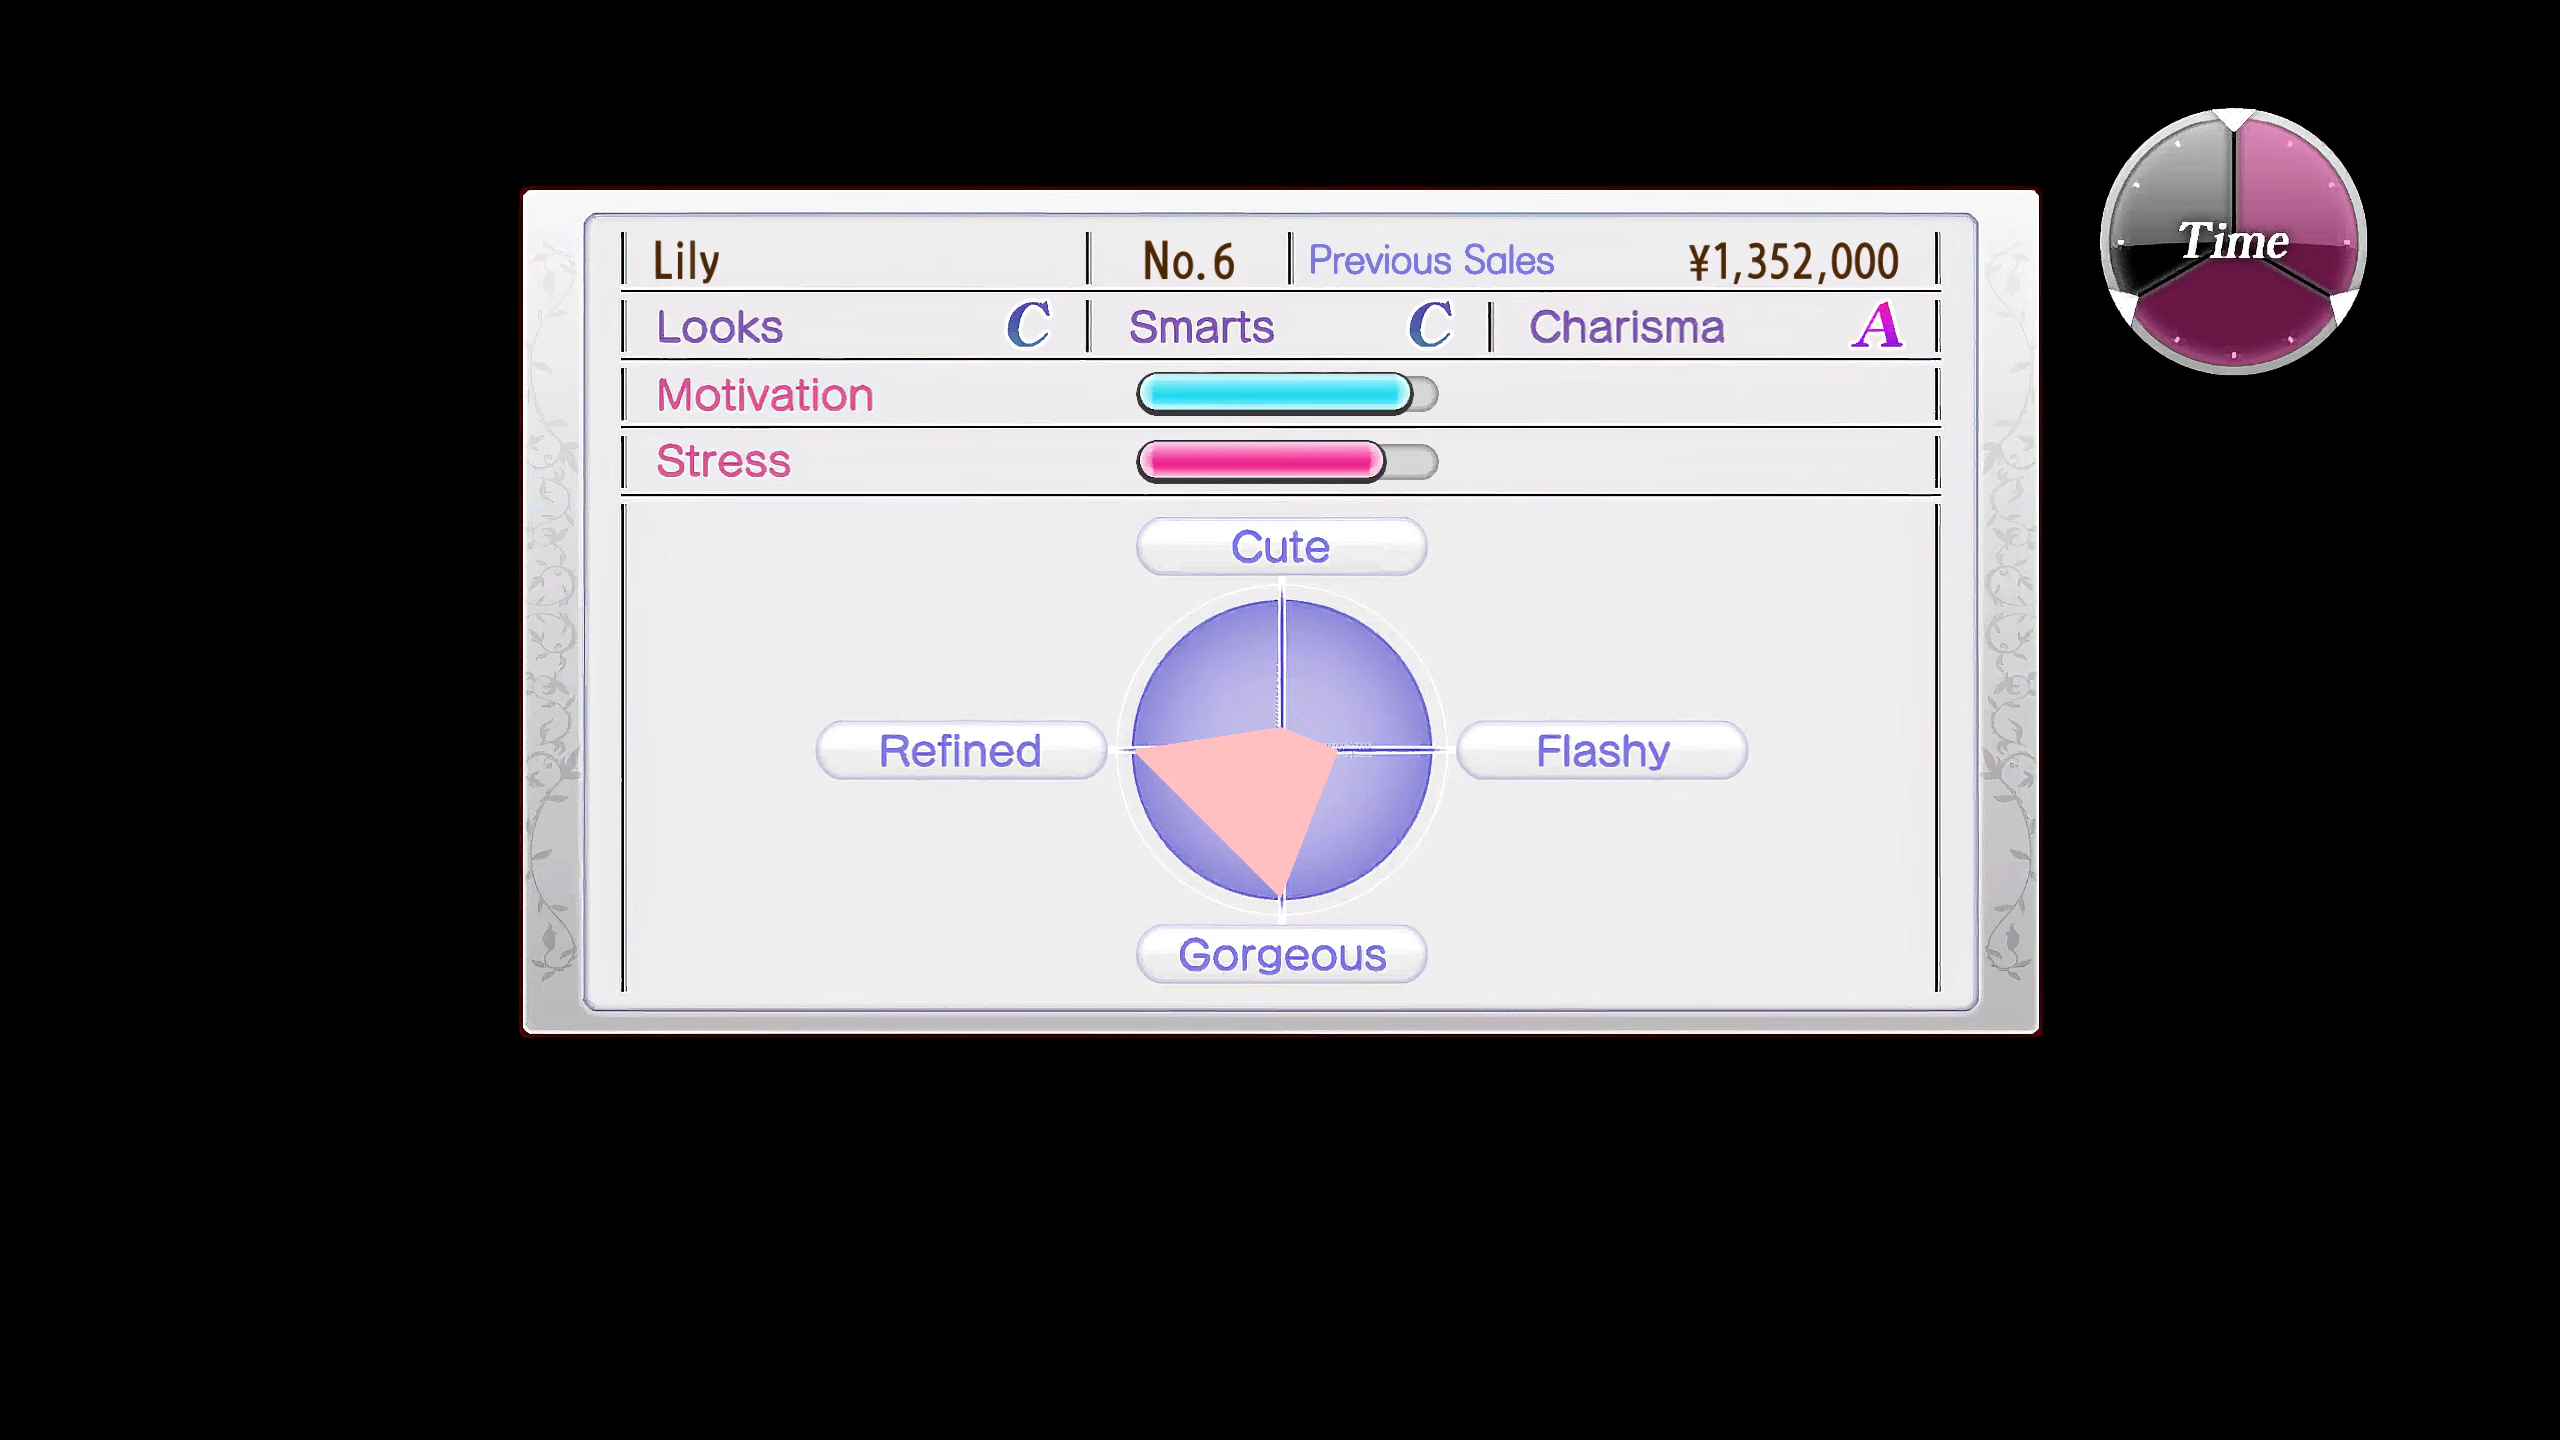 Lily No.6 Previous Sales ¥1,352,000
Time
Looks C Smarts C Charisma A
Motivation
Stress
Cute
Refined Flashy
Gorgeous